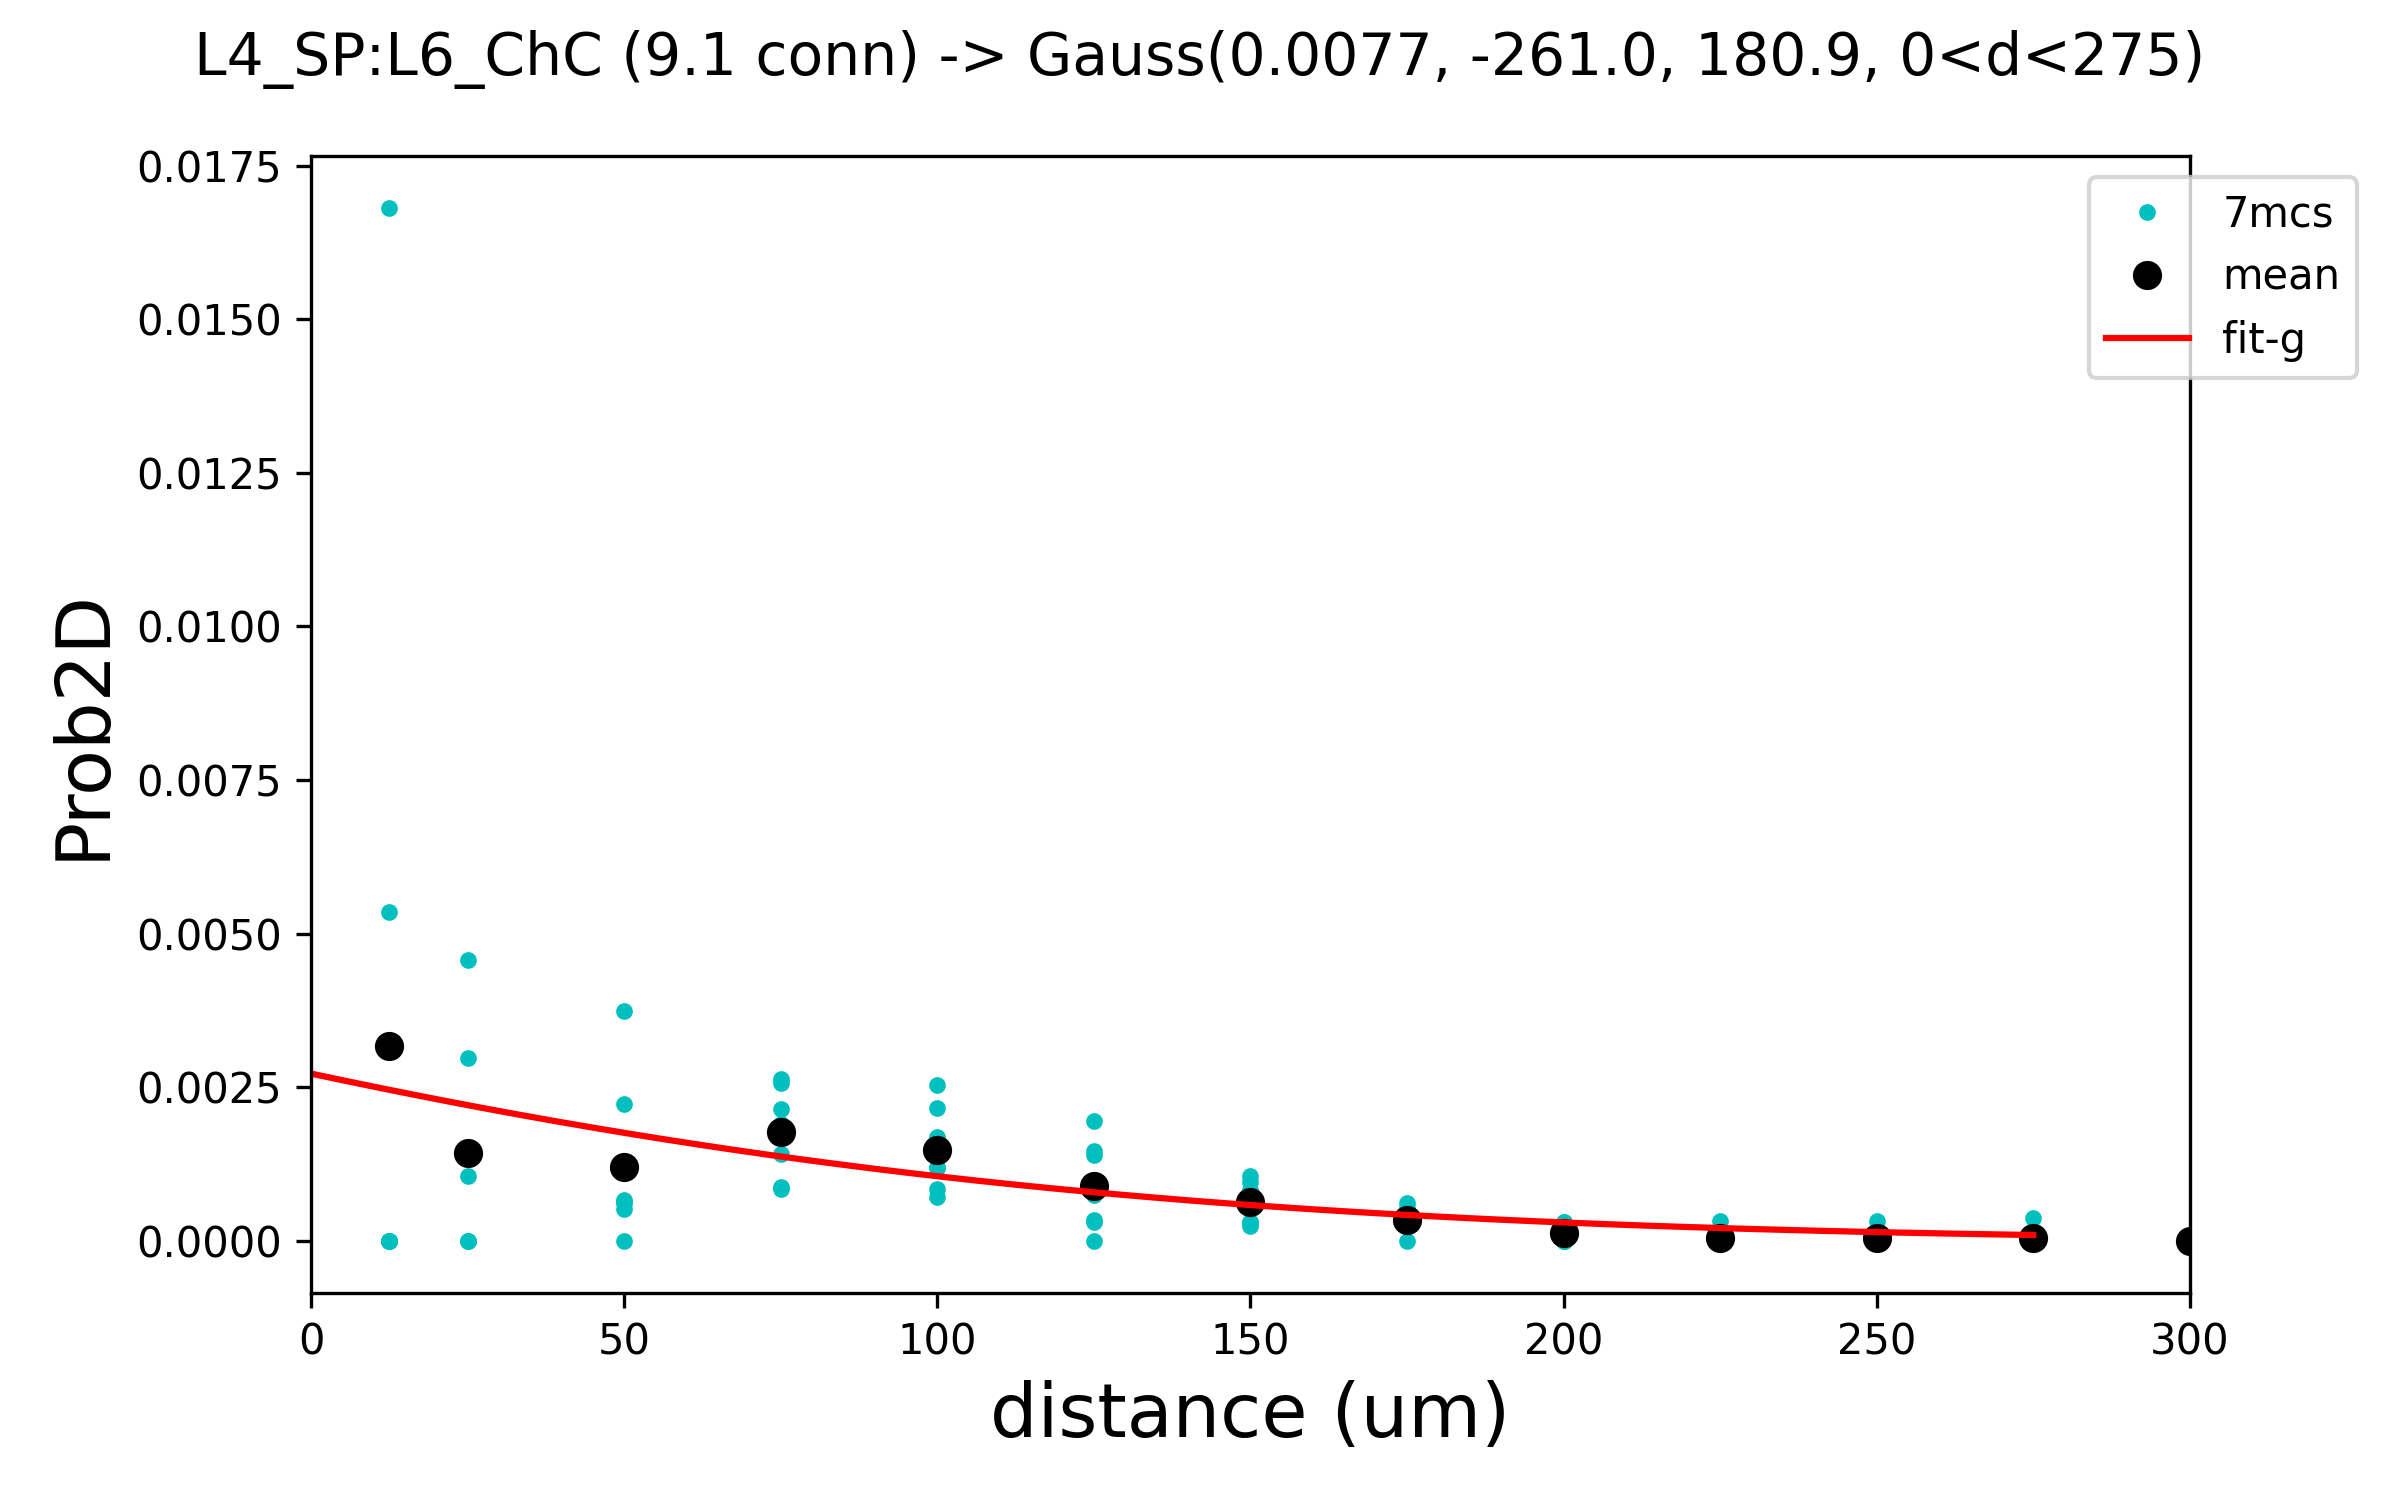 L4_SP:L6_ChC (9.1 conn) -> Gauss(0.0077, -261.0, 180.9, 0<d<275)
0.0175
0.0150
0.0125
0.0100
0.0075
0.0050
0.0025
0.0000
Prob2D
7mcs
mean
fit-g
0 50 100 150 200 250 300
distance (um)